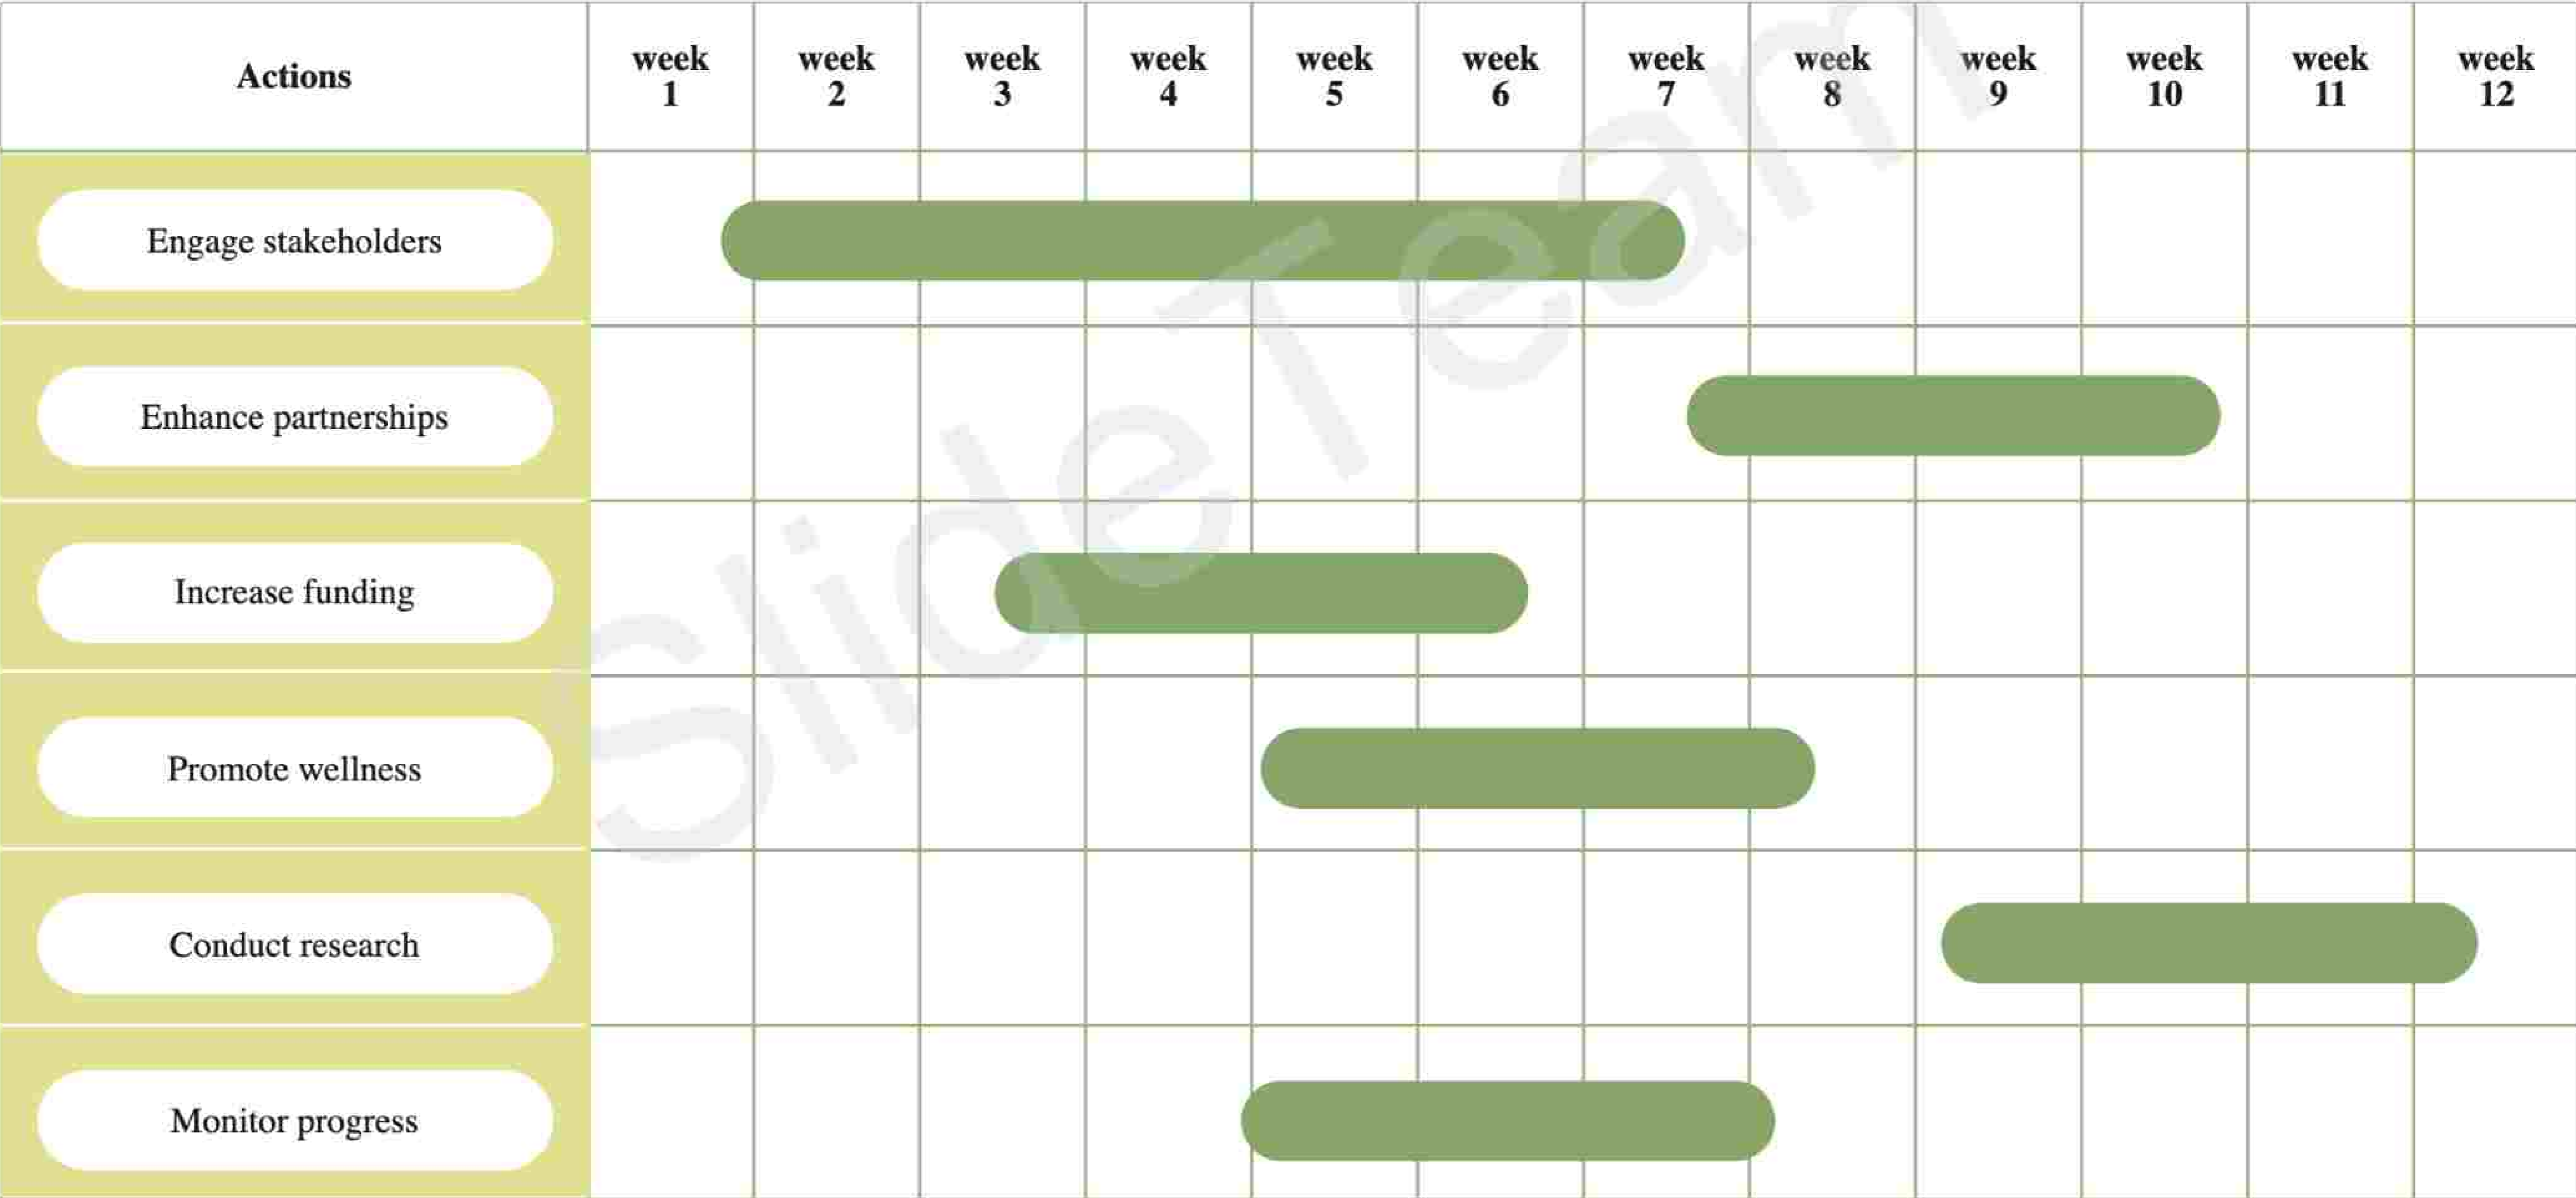 Actions
week
1
week
2
week
3
week
4
week
5
week
6
week
7
week
8
week
9
week
10
week
11
week
12
Engage stakeholders
Enhance partnerships
Increase funding
Promote wellness
Conduct research
Monitor progress
SlideTeam